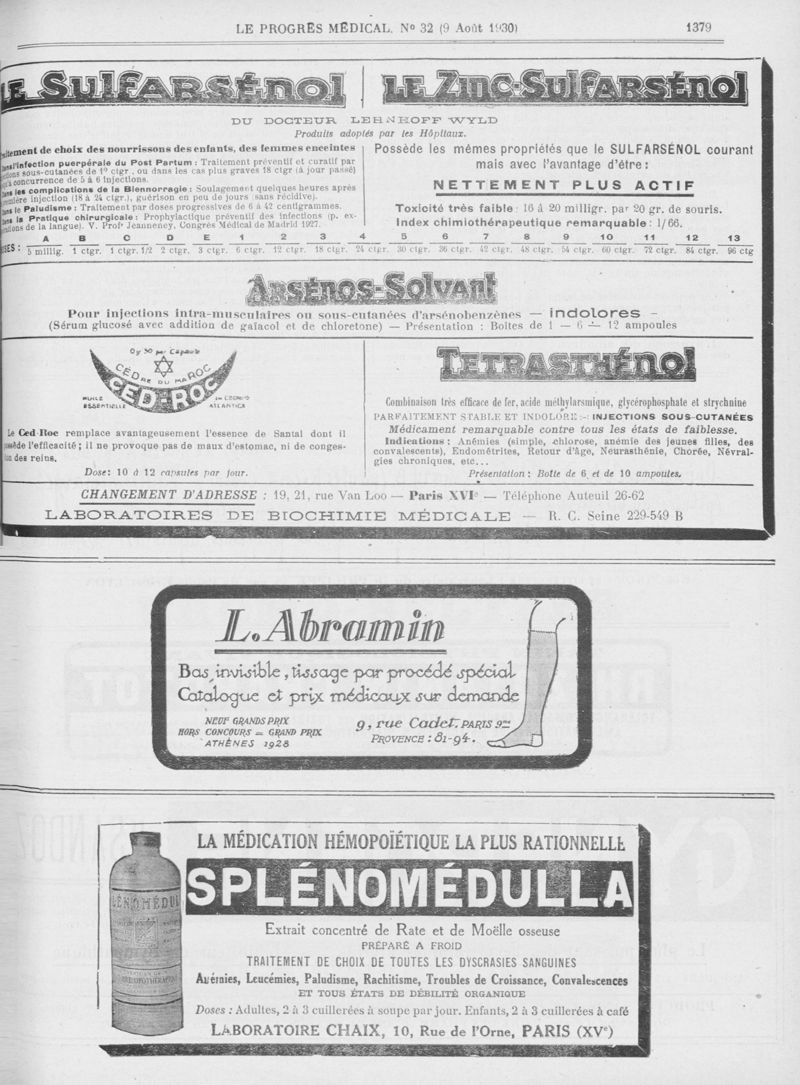 LE PROGRÈS MÉDICAL. N° 32 (9 Août 1930)
1379
LE SULFARSÉNOL
LE ZINC-SULFARSÉNOL
DU DOCTEUR LEHNHOFF WYLD
Produits adoptés par les Hôpitaux.
de choix des nourrissons des enfants, des femmes enceintes
l'infection puerpérale du Post Partum : Traitement préventif et curatif par
sous-cutanées de 12 ctgr., ou dans les cas plus graves 18 ctgr (à jour passé)
concurrence de 5 à 6 injections.
les complications de la Blennorragie : Soulagement quelques heures après
injection (18 à 24 ctgr.), guérison en peu de jours (sans récidive).
le Paludisme : Traitement par doses progressives de 6 à 42 centigrammes.
la Pratique chirurgicale : Prophylactique préventif des infections (p. ex-
de la langue). V. Profr Jeanneney, Congrès Médical de Madrid 1927.
Possède les mêmes propriétés que le SULFARSÉNOL courant
mais avec l'avantage d'être :
NETTEMENT PLUS ACTIF
Toxicité très faible : 16 à 20 milligr. par 20 gr. de souris.
Index chimiothérapeutique remarquable : 1/66.
A B C D E 1 2 3 4 5 6 7 8 9 10 11 12 13
5 millig. 1 ctgr. 1 ctgr. 1/2 2 ctgr. 3 ctgr. 6 ctgr. 12 ctgr. 18 ctgr. 24 ctgr. 30 ctgr. 36 ctgr. 42 ctgr. 48 ctgr. 54 ctgr. 60 ctgr. 72 ctgr. 84 ctgr. 96 ctg
ARSÉNOS-SOLVANT
Pour injections intra-musculaires ou sous-cutanées d'arsénobenzènes — indolores —
(Sérum glucosé avec addition de gaïacol et de chloretone) — Présentation : Boîtes de 1 — 6 — 12 ampoules
0 gr 30 par Capsule
CÈDRE DU MAROC
CED-ROC
HUILE ESSENTIELLE
ATLANTICA
Le Ced-Roc remplace avantageusement l'essence de Santal dont il
possède l'efficacité ; il ne provoque pas de maux d'estomac, ni de conges-
tion des reins.
Dose: 10 à 12 capsules par jour.
TETRASTHÉNOL
Combinaison très efficace de fer, acide méthylarsinique, glycérophosphate et strychnine
PARFAITEMENT STABLE ET INDOLORE :-: INJECTIONS SOUS-CUTANÉES
Médicament remarquable contre tous les états de faiblesse.
Indications : Anémies (simple, chlorose, anémie des jeunes filles, des
convalescents), Endométrites, Retour d'âge, Neurasthénie, Chorée, Névral-
gies chroniques, etc...
Présentation : Boîte de 6 et de 10 ampoules.
CHANGEMENT D'ADRESSE : 19, 21, rue Van Loo — Paris XVIe — Téléphone Auteuil 26-62
LABORATOIRES DE BIOCHIMIE MÉDICALE — R. C. Seine 229-549 B
L. Abramin
Bas invisible, tissage par procédé spécial
Catalogue et prix médicaux sur demande
NEUF GRANDS PRIX
HORS CONCOURS = GRAND PRIX
ATHÈNES 1928
9, rue Cadet. PARIS 9me
PROVENCE : 81-94.
LA MÉDICATION HÉMOPOÏÉTIQUE LA PLUS RATIONNELLE
SPLÉNOMÉDULLA
Extrait concentré de Rate et de Moëlle osseuse
PRÉPARÉ A FROID
TRAITEMENT DE CHOIX DE TOUTES LES DYSCRASIES SANGUINES
Anémies, Leucémies, Paludisme, Rachitisme, Troubles de Croissance, Convalescences
ET TOUS ÉTATS DE DÉBILITÉ ORGANIQUE
Doses : Adultes, 2 à 3 cuillerées à soupe par jour. Enfants, 2 à 3 cuillerées à café
LABORATOIRE CHAIX, 10, Rue de l'Orne, PARIS (XVe)